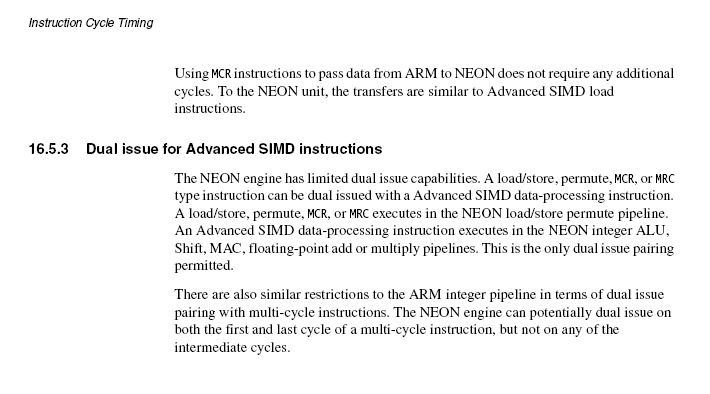 Instruction Cycle Timing
Using MCR instructions to pass data from ARM to NEON does not require any additional
cycles. To the NEON unit, the transfers are similar to Advanced SIMD load
instructions.
16.5.3 Dual issue for Advanced SIMD instructions
The NEON engine has limited dual issue capabilities. A load/store, permute, MCR, or MRC
type instruction can be dual issued with a Advanced SIMD data-processing instruction.
A load/store, permute, MCR, or MRC executes in the NEON load/store permute pipeline.
An Advanced SIMD data-processing instruction executes in the NEON integer ALU,
Shift, MAC, floating-point add or multiply pipelines. This is the only dual issue pairing
permitted.
There are also similar restrictions to the ARM integer pipeline in terms of dual issue
pairing with multi-cycle instructions. The NEON engine can potentially dual issue on
both the first and last cycle of a multi-cycle instruction, but not on any of the
intermediate cycles.